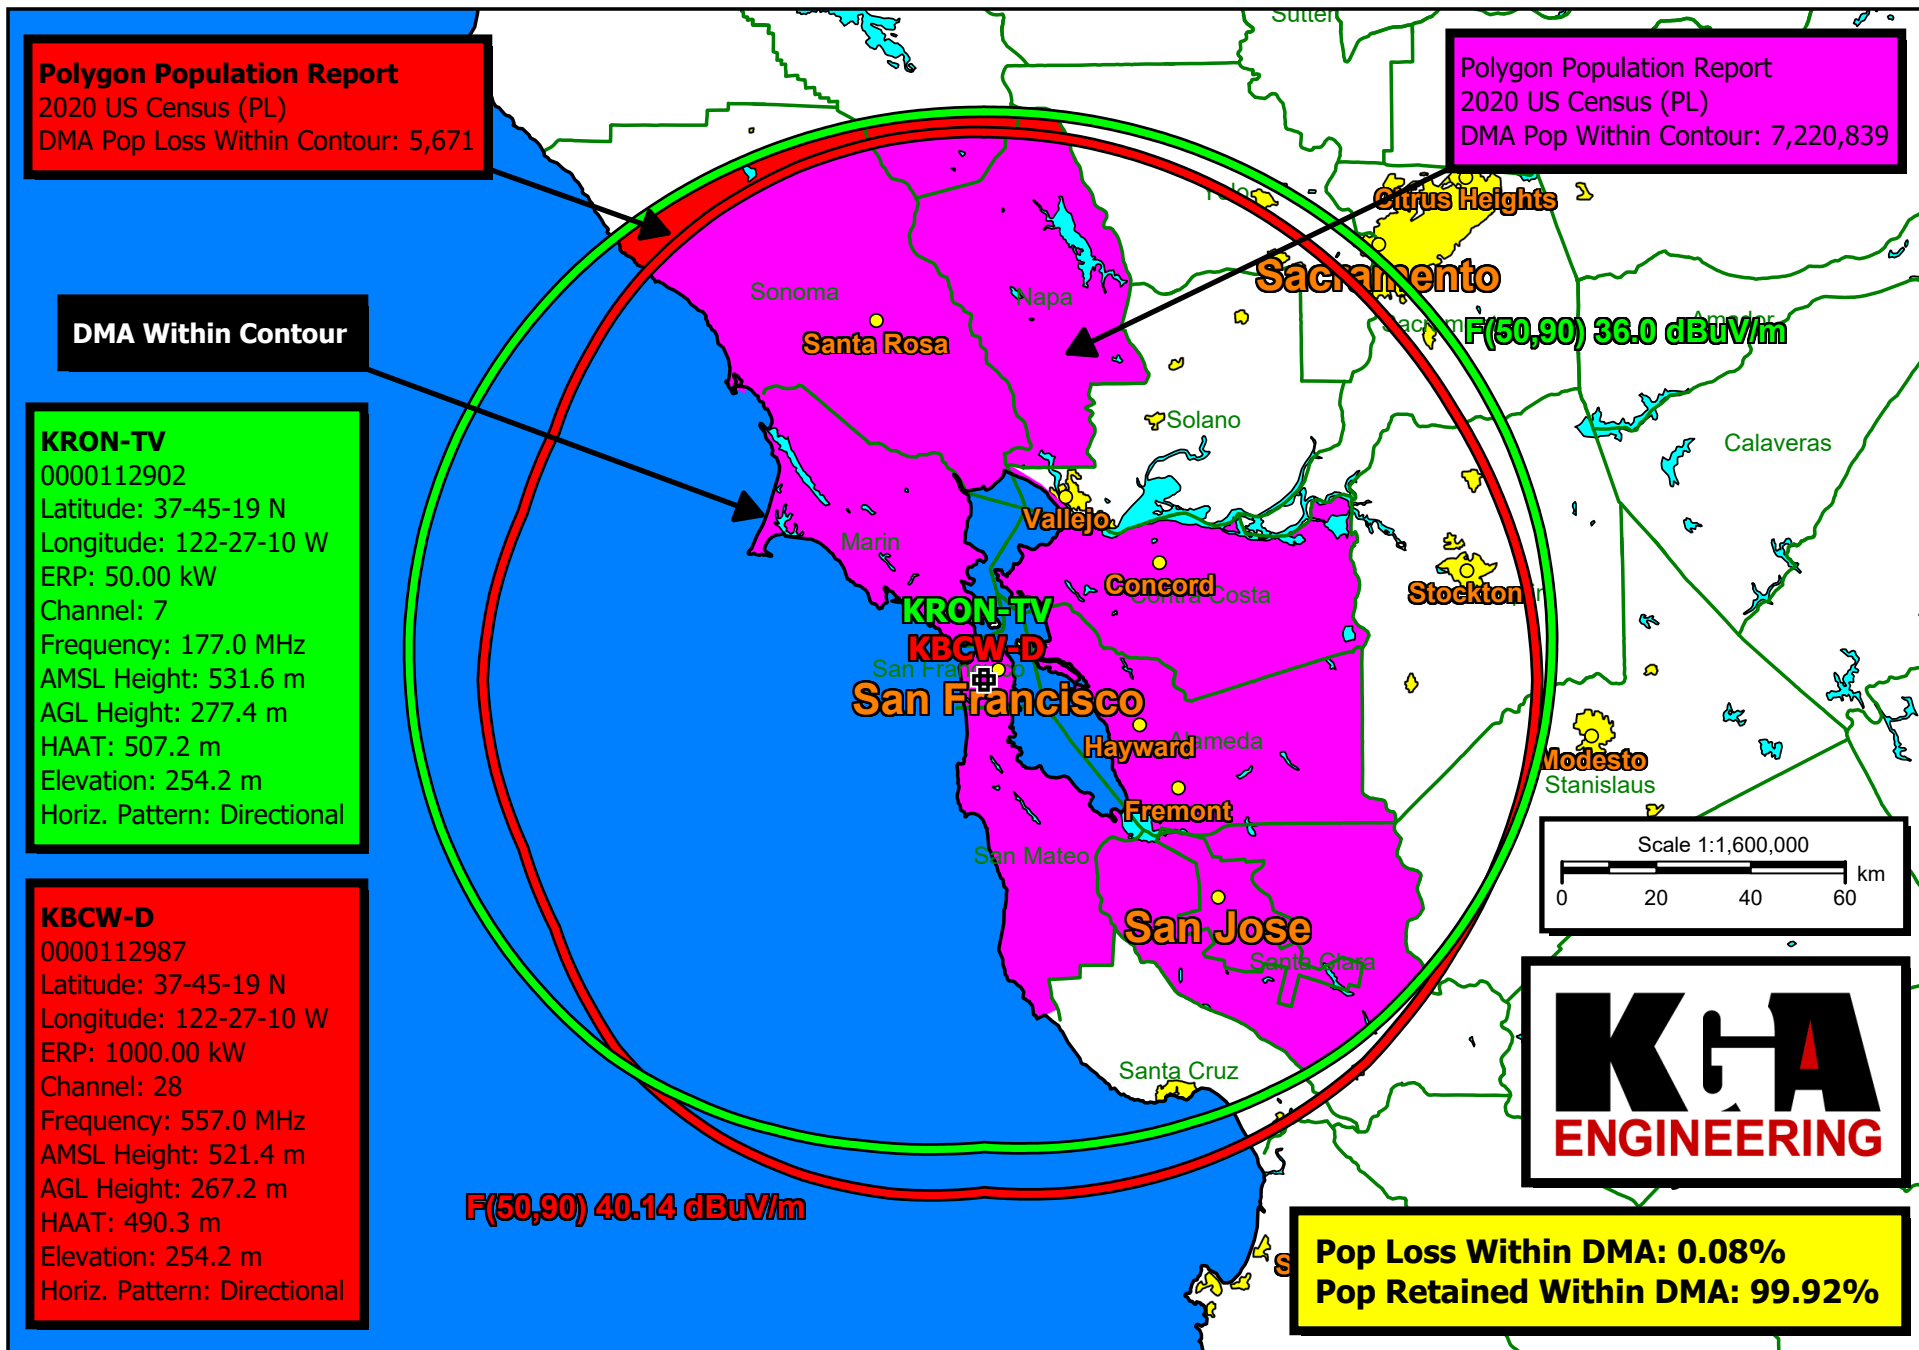 Polygon Population Report
2020 US Census (PL)
DMA Pop Loss Within Contour: 5,671
Sutter
Polygon Population Report
2020 US Census (PL)
DMA Pop Within Contour: 7,220,839
Yolo
Citrus Heights
Sacramento
Sacramento
Amador
F(50,90) 36.0 dBuV/m
Sonoma
Napa
Santa Rosa
DMA Within Contour
Solano
Calaveras
KRON-TV
0000112902
Latitude: 37-45-19 N
Longitude: 122-27-10 W
ERP: 50.00 kW
Channel: 7
Frequency: 177.0 MHz
AMSL Height: 531.6 m
AGL Height: 277.4 m
HAAT: 507.2 m
Elevation: 254.2 m
Horiz. Pattern: Directional
Vallejo
Marin
Concord
Contra Costa
Stockton
KRON-TV
KBCW-D
San Francisco
San Francisco
Hayward
Alameda
Modesto
Stanislaus
Fremont
San Mateo
San Jose
Santa Clara
Santa Cruz
Scale 1:1,600,000
km
0 20 40 60
KBCW-D
0000112987
Latitude: 37-45-19 N
Longitude: 122-27-10 W
ERP: 1000.00 kW
Channel: 28
Frequency: 557.0 MHz
AMSL Height: 521.4 m
AGL Height: 267.2 m
HAAT: 490.3 m
Elevation: 254.2 m
Horiz. Pattern: Directional
KGA
ENGINEERING
F(50,90) 40.14 dBuV/m
S
Pop Loss Within DMA: 0.08%
Pop Retained Within DMA: 99.92%